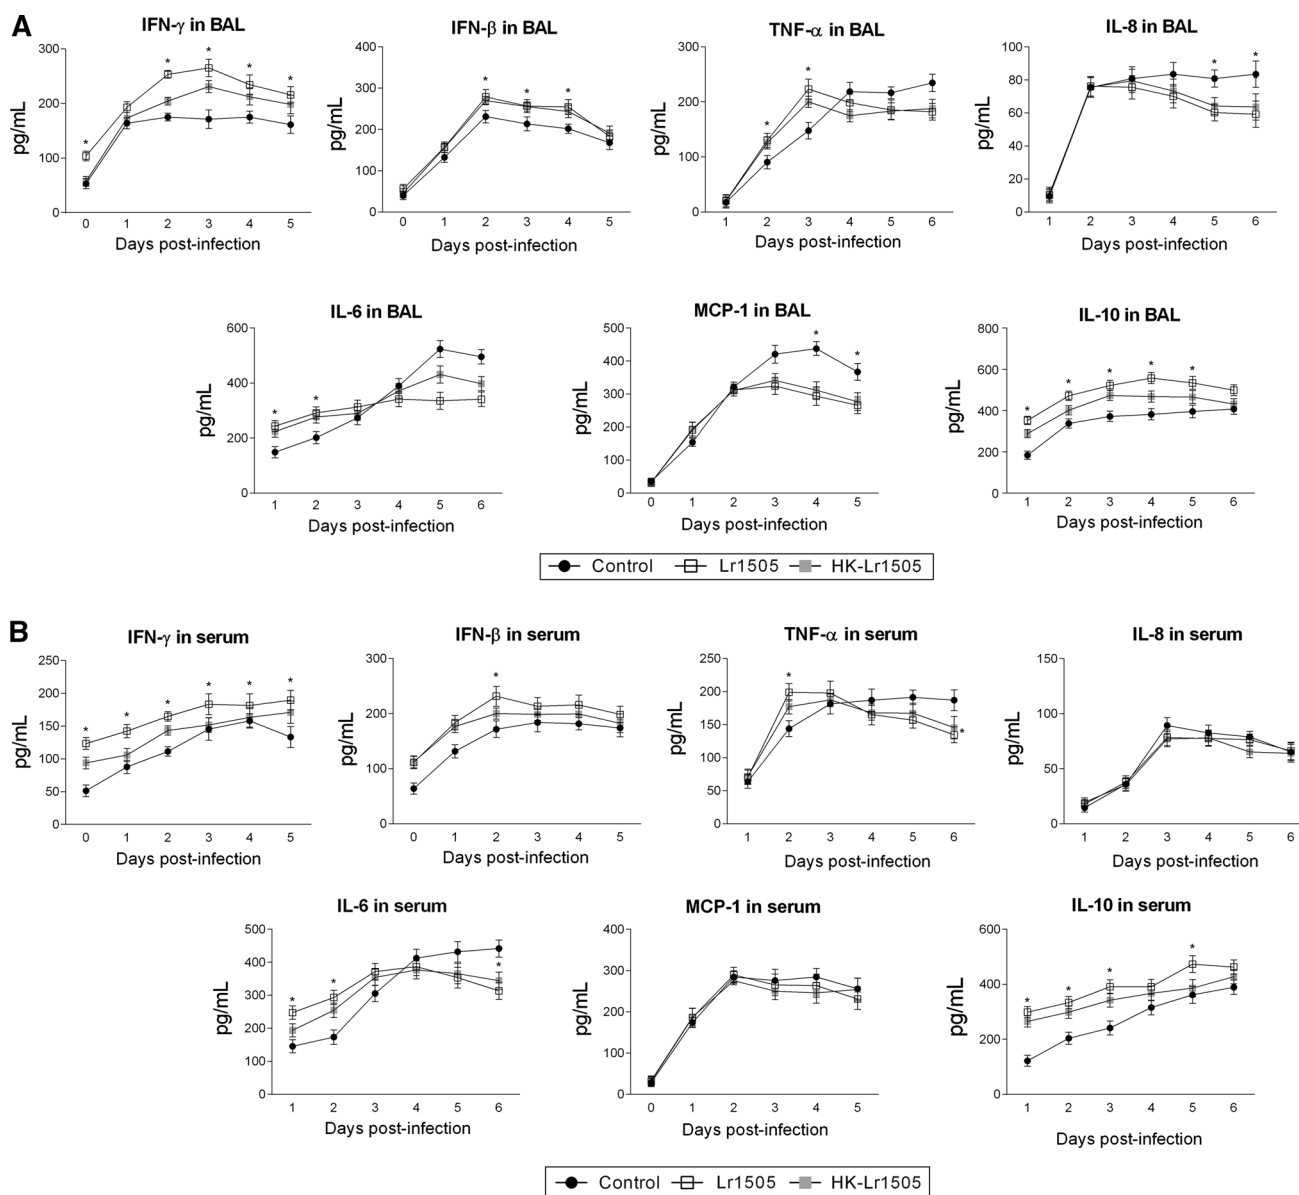 A
IFN-γ in BAL
IFN-β in BAL
TNF-α in BAL
IL-8 in BAL
300
200
100
0
pg/mL
* * * * *
0 1 2 3 4 5
Days post-infection
400
300
200
100
0
pg/mL
* * *
0 1 2 3 4 5
Days post-infection
300
200
100
0
pg/mL
* *
1 2 3 4 5 6
Days post-infection
100
80
60
40
20
0
pg/mL
* *
1 2 3 4 5 6
Days post-infection
IL-6 in BAL
MCP-1 in BAL
IL-10 in BAL
600
400
200
0
pg/mL
* *
1 2 3 4 5 6
Days post-infection
500
400
300
200
100
0
pg/mL
* *
0 1 2 3 4 5
Days post-infection
800
600
400
200
0
pg/mL
* * * * *
1 2 3 4 5 6
Days post-infection
Control Lr1505 HK-Lr1505
B
IFN-γ in serum
IFN-β in serum
TNF-α in serum
IL-8 in serum
250
200
150
100
50
0
pg/mL
* * * * * *
0 1 2 3 4 5
Days post-infection
300
200
100
0
pg/mL
*
0 1 2 3 4 5
Days post-infection
250
200
150
100
50
0
pg/mL
* *
1 2 3 4 5 6
Days post-infection
150
100
50
0
pg/mL
1 2 3 4 5 6
Days post-infection
IL-6 in serum
MCP-1 in serum
IL-10 in serum
500
400
300
200
100
0
pg/mL
* * *
1 2 3 4 5 6
Days post-infection
400
300
200
100
0
pg/mL
0 1 2 3 4 5
Days post-infection
600
400
200
0
pg/mL
* * * *
1 2 3 4 5 6
Days post-infection
Control Lr1505 HK-Lr1505